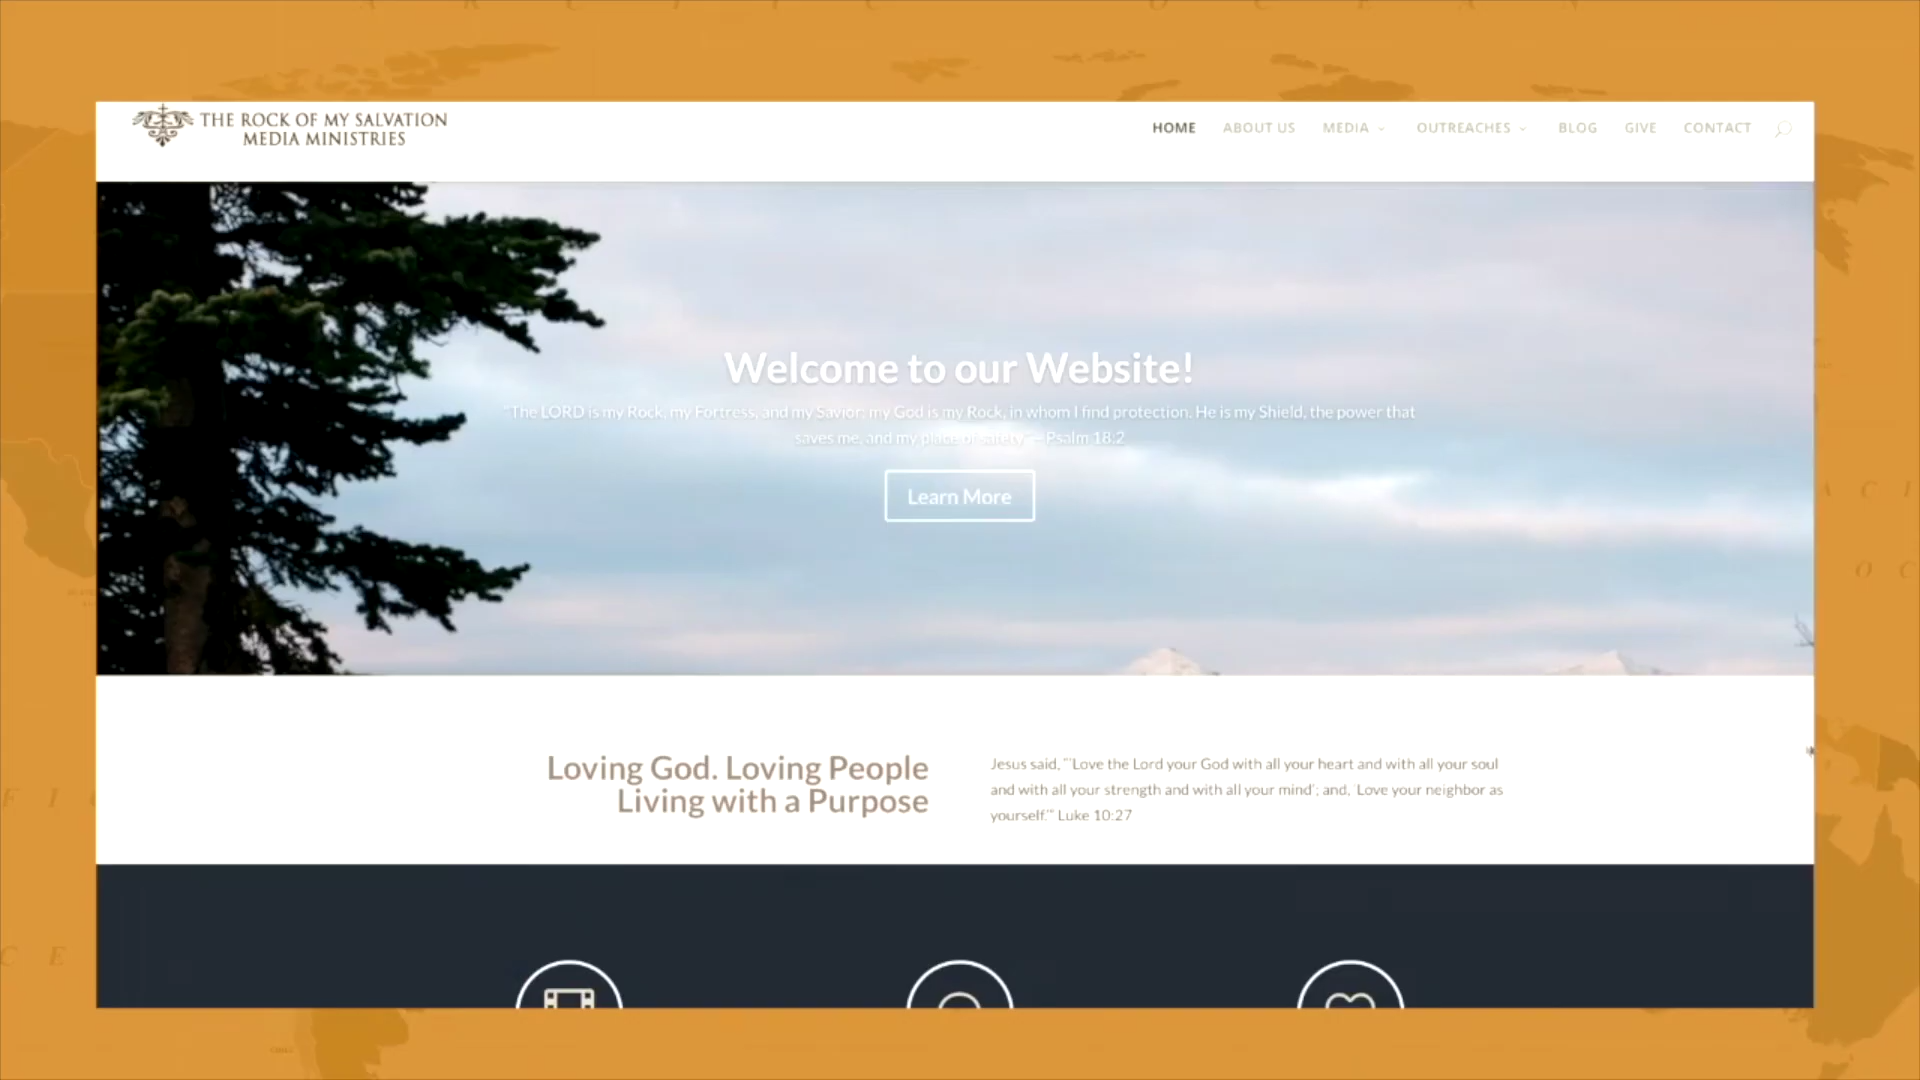 ARCTIC OCEAN
THE ROCK OF MY SALVATION
MEDIA MINISTRIES
HOME ABOUT US MEDIA OUTREACHES BLOG GIVE CONTACT
Welcome to our Website!
"The LORD is my Rock, my Fortress, and my Savior; my God is my Rock, in whom I find protection. He is my Shield, the power that
saves me, and my place of safety." – Psalm 18.2
Learn More
Loving God. Loving People
Living with a Purpose
Jesus said, "'Love the Lord your God with all your heart and with all your soul
and with all your strength and with all your mind'; and, 'Love your neighbor as
yourself.'" Luke 10:27